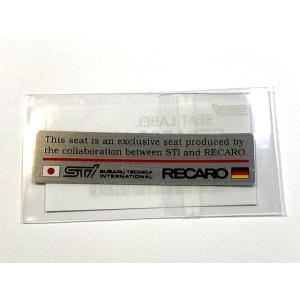 STI
SEAT LABEL
This seat is an exclusive seat produced by
the collaboration between STI and RECARO.
STI SUBARU TECNICA INTERNATIONAL RECARO